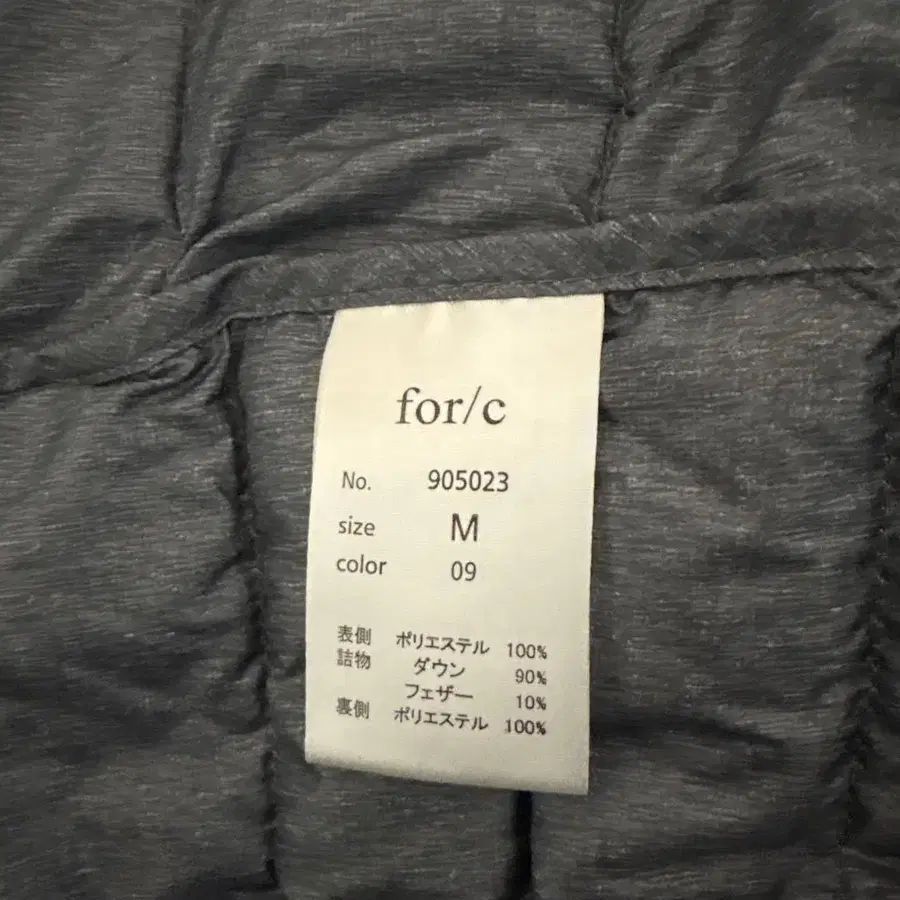 for/c
No. 905023
size M
color 09
表側 ポリエステル 100%
詰物 ダウン 90%
フェザー 10%
裏側 ポリエステル 100%